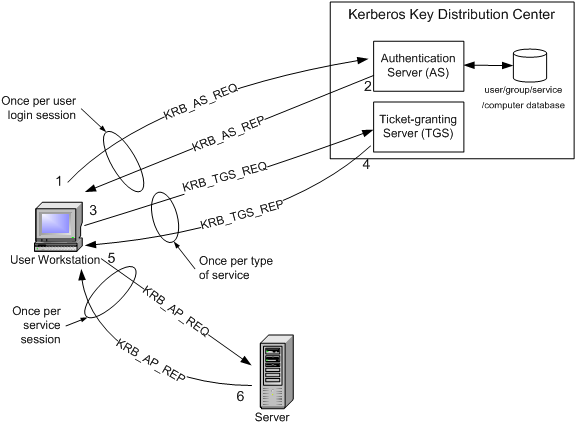 Kerberos Key Distribution Center
Authentication
Server (AS)
user/group/service
/computer database
Ticket-granting
Server (TGS)
Once per user
login session
KRB_AS_REQ
KRB_AS_REP
2
1
KRB_TGS_REQ
4
3
KRB_TGS_REP
User Workstation
5
Once per type
of service
Once per
service
session
KRB_AP_REQ
KRB_AP_REP
6
Server